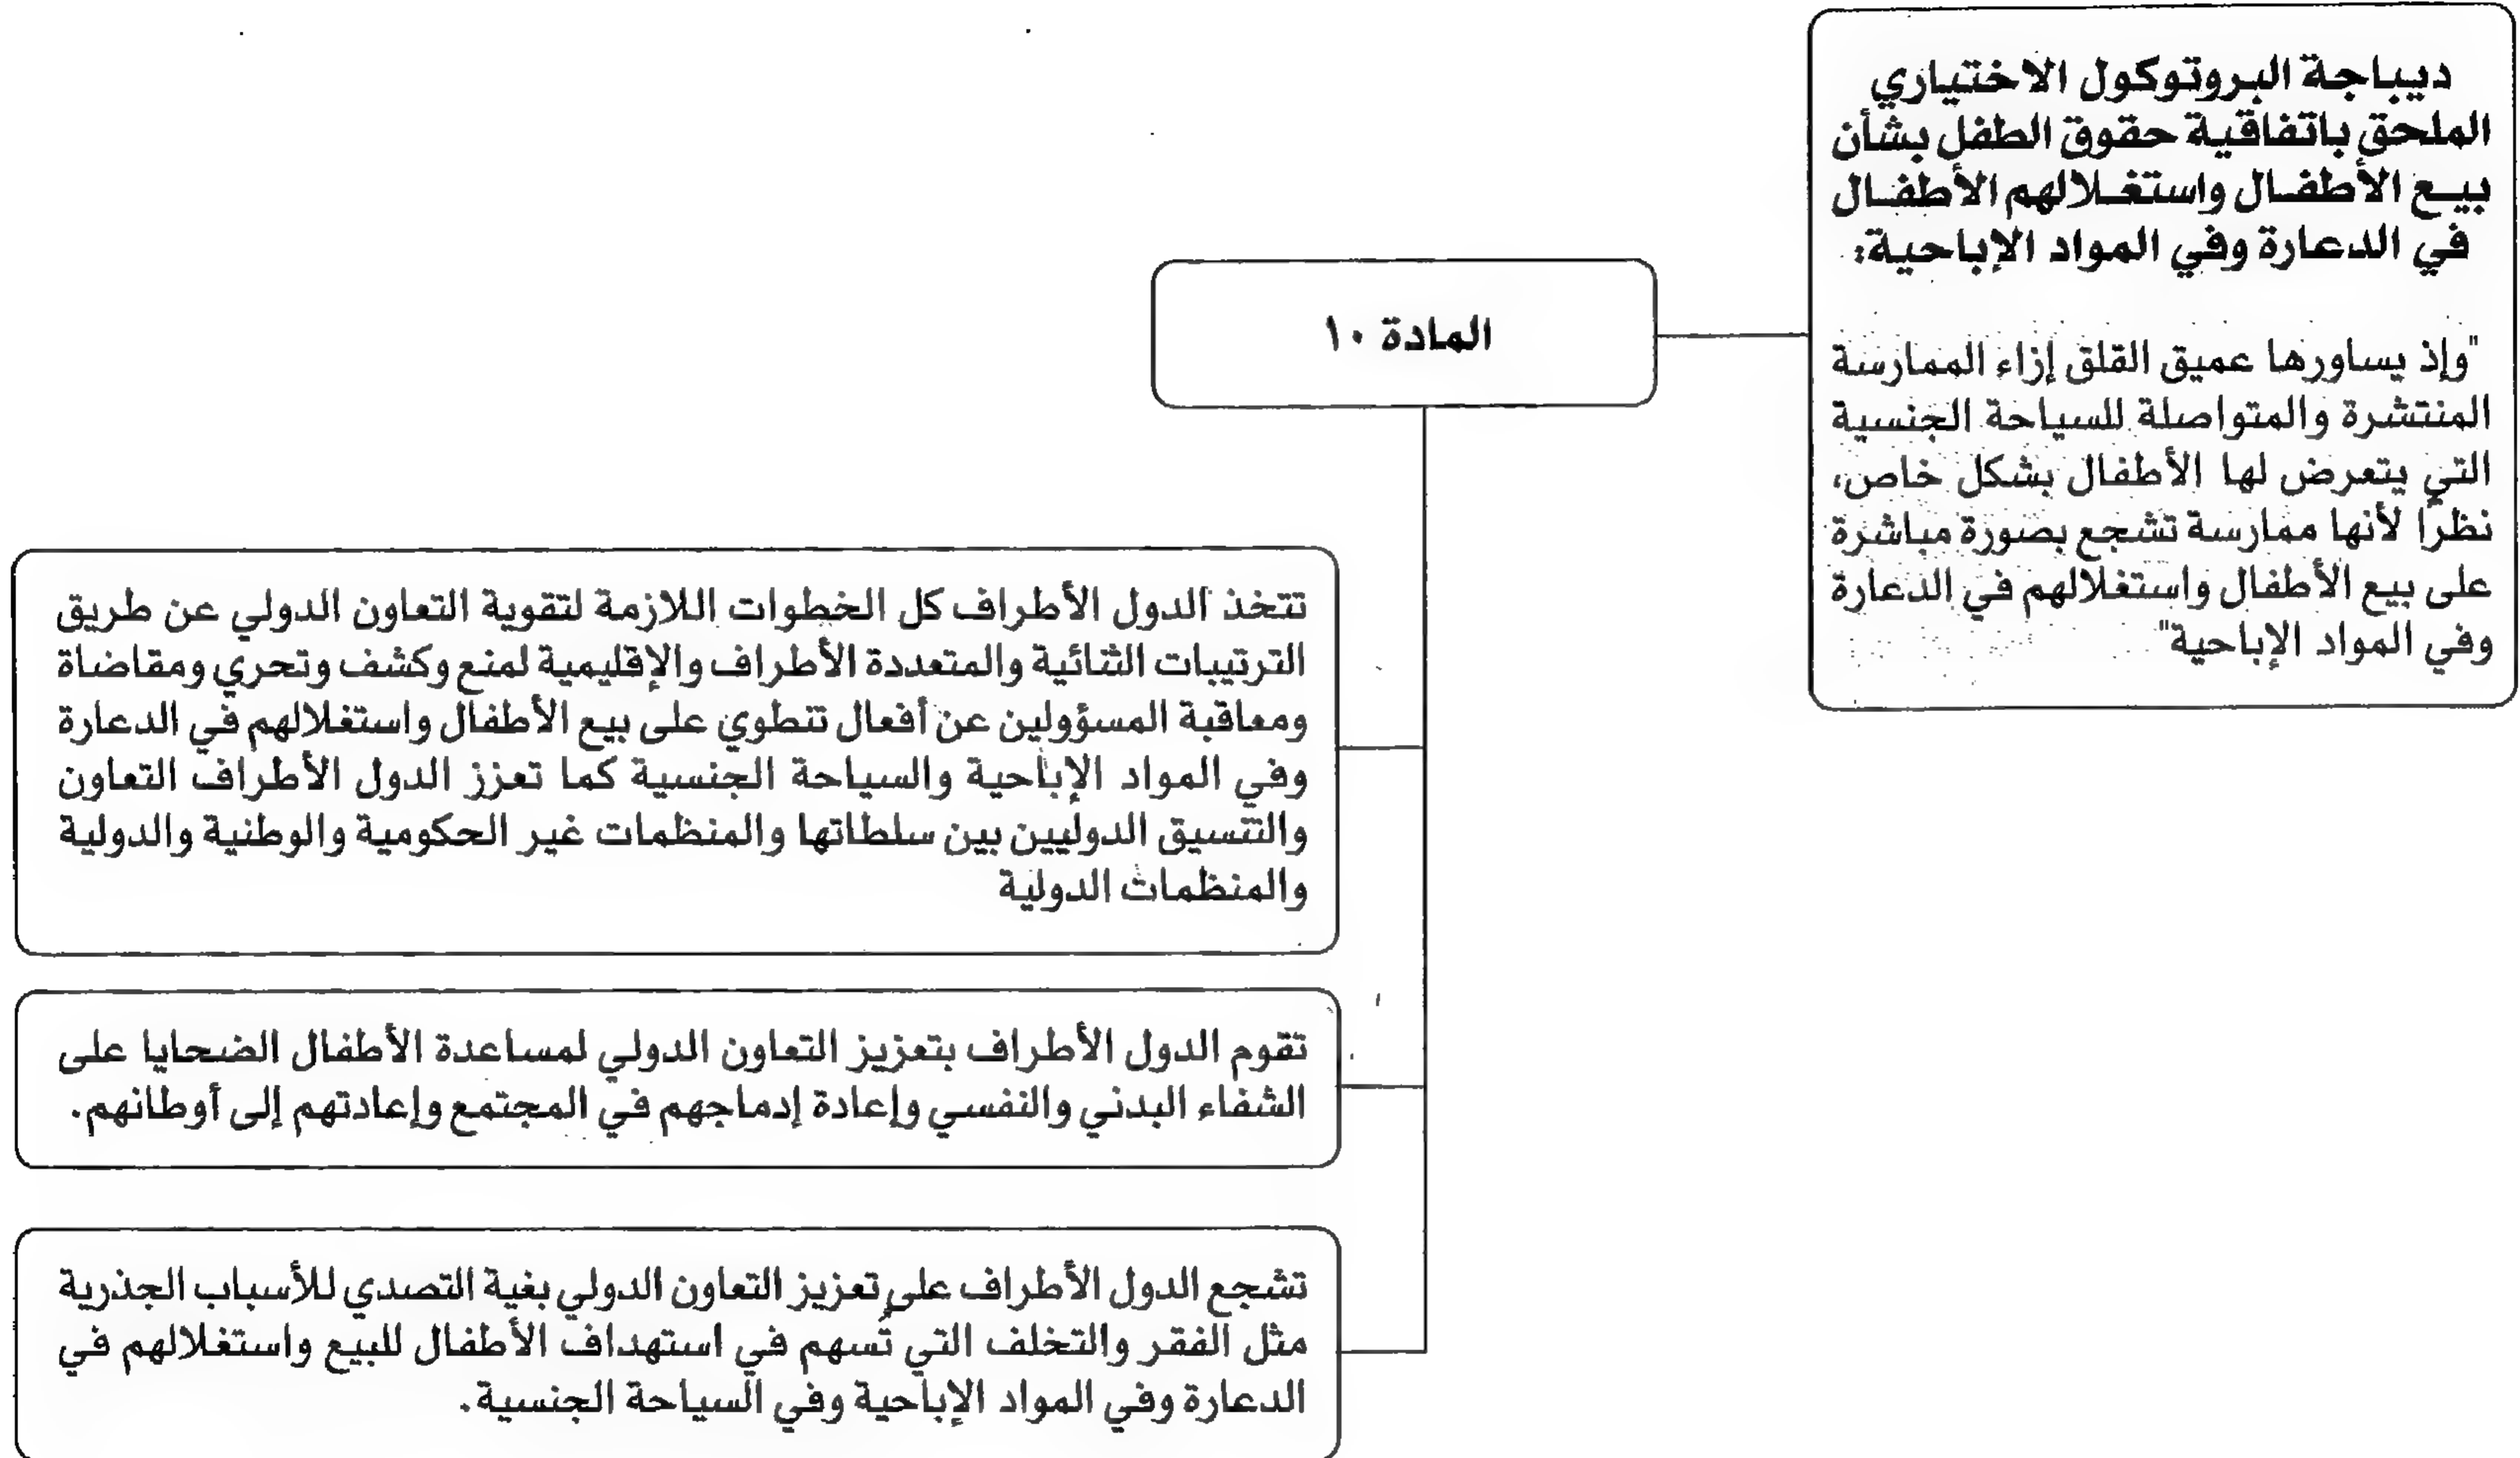 ديباجة البروتوكول الاختياري
الملحق باتفاقية حقوق الطفل بشأن
بيع الأطفال واستغلالهم الأطفال
في الدعارة وفي المواد الإباحية:
"وإذ يساورها عميق القلق إزاء الممارسة
المنتشرة والمتواصلة للسياحة الجنسية
التي يتعرض لها الأطفال بشكل خاص،
نظراً لأنها ممارسة تشجع بصورة مباشرة
على بيع الأطفال واستغلالهم في الدعارة
وفي المواد الإباحية"
المادة ١٠
تتخذ الدول الأطراف كل الخطوات اللازمة لتقوية التعاون الدولي عن طريق
الترتيبات الثنائية والمتعددة الأطراف والإقليمية لمنع وكشف وتحري ومقاضاة
ومعاقبة المسؤولين عن أفعال تنطوي على بيع الأطفال واستغلالهم في الدعارة
وفي المواد الإباحية والسياحة الجنسية كما تعزز الدول الأطراف التعاون
والتنسيق الدوليين بين سلطاتها والمنظمات غير الحكومية والوطنية والدولية
والمنظمات الدولية
تقوم الدول الأطراف بتعزيز التعاون الدولي لمساعدة الأطفال الضحايا على
الشفاء البدني والنفسي وإعادة إدماجهم في المجتمع وإعادتهم إلى أوطانهم.
تشجع الدول الأطراف على تعزيز التعاون الدولي بغية التصدي للأسباب الجذرية
مثل الفقر والتخلف التي تُسهم في استهداف الأطفال للبيع واستغلالهم في
الدعارة وفي المواد الإباحية وفي السياحة الجنسية.